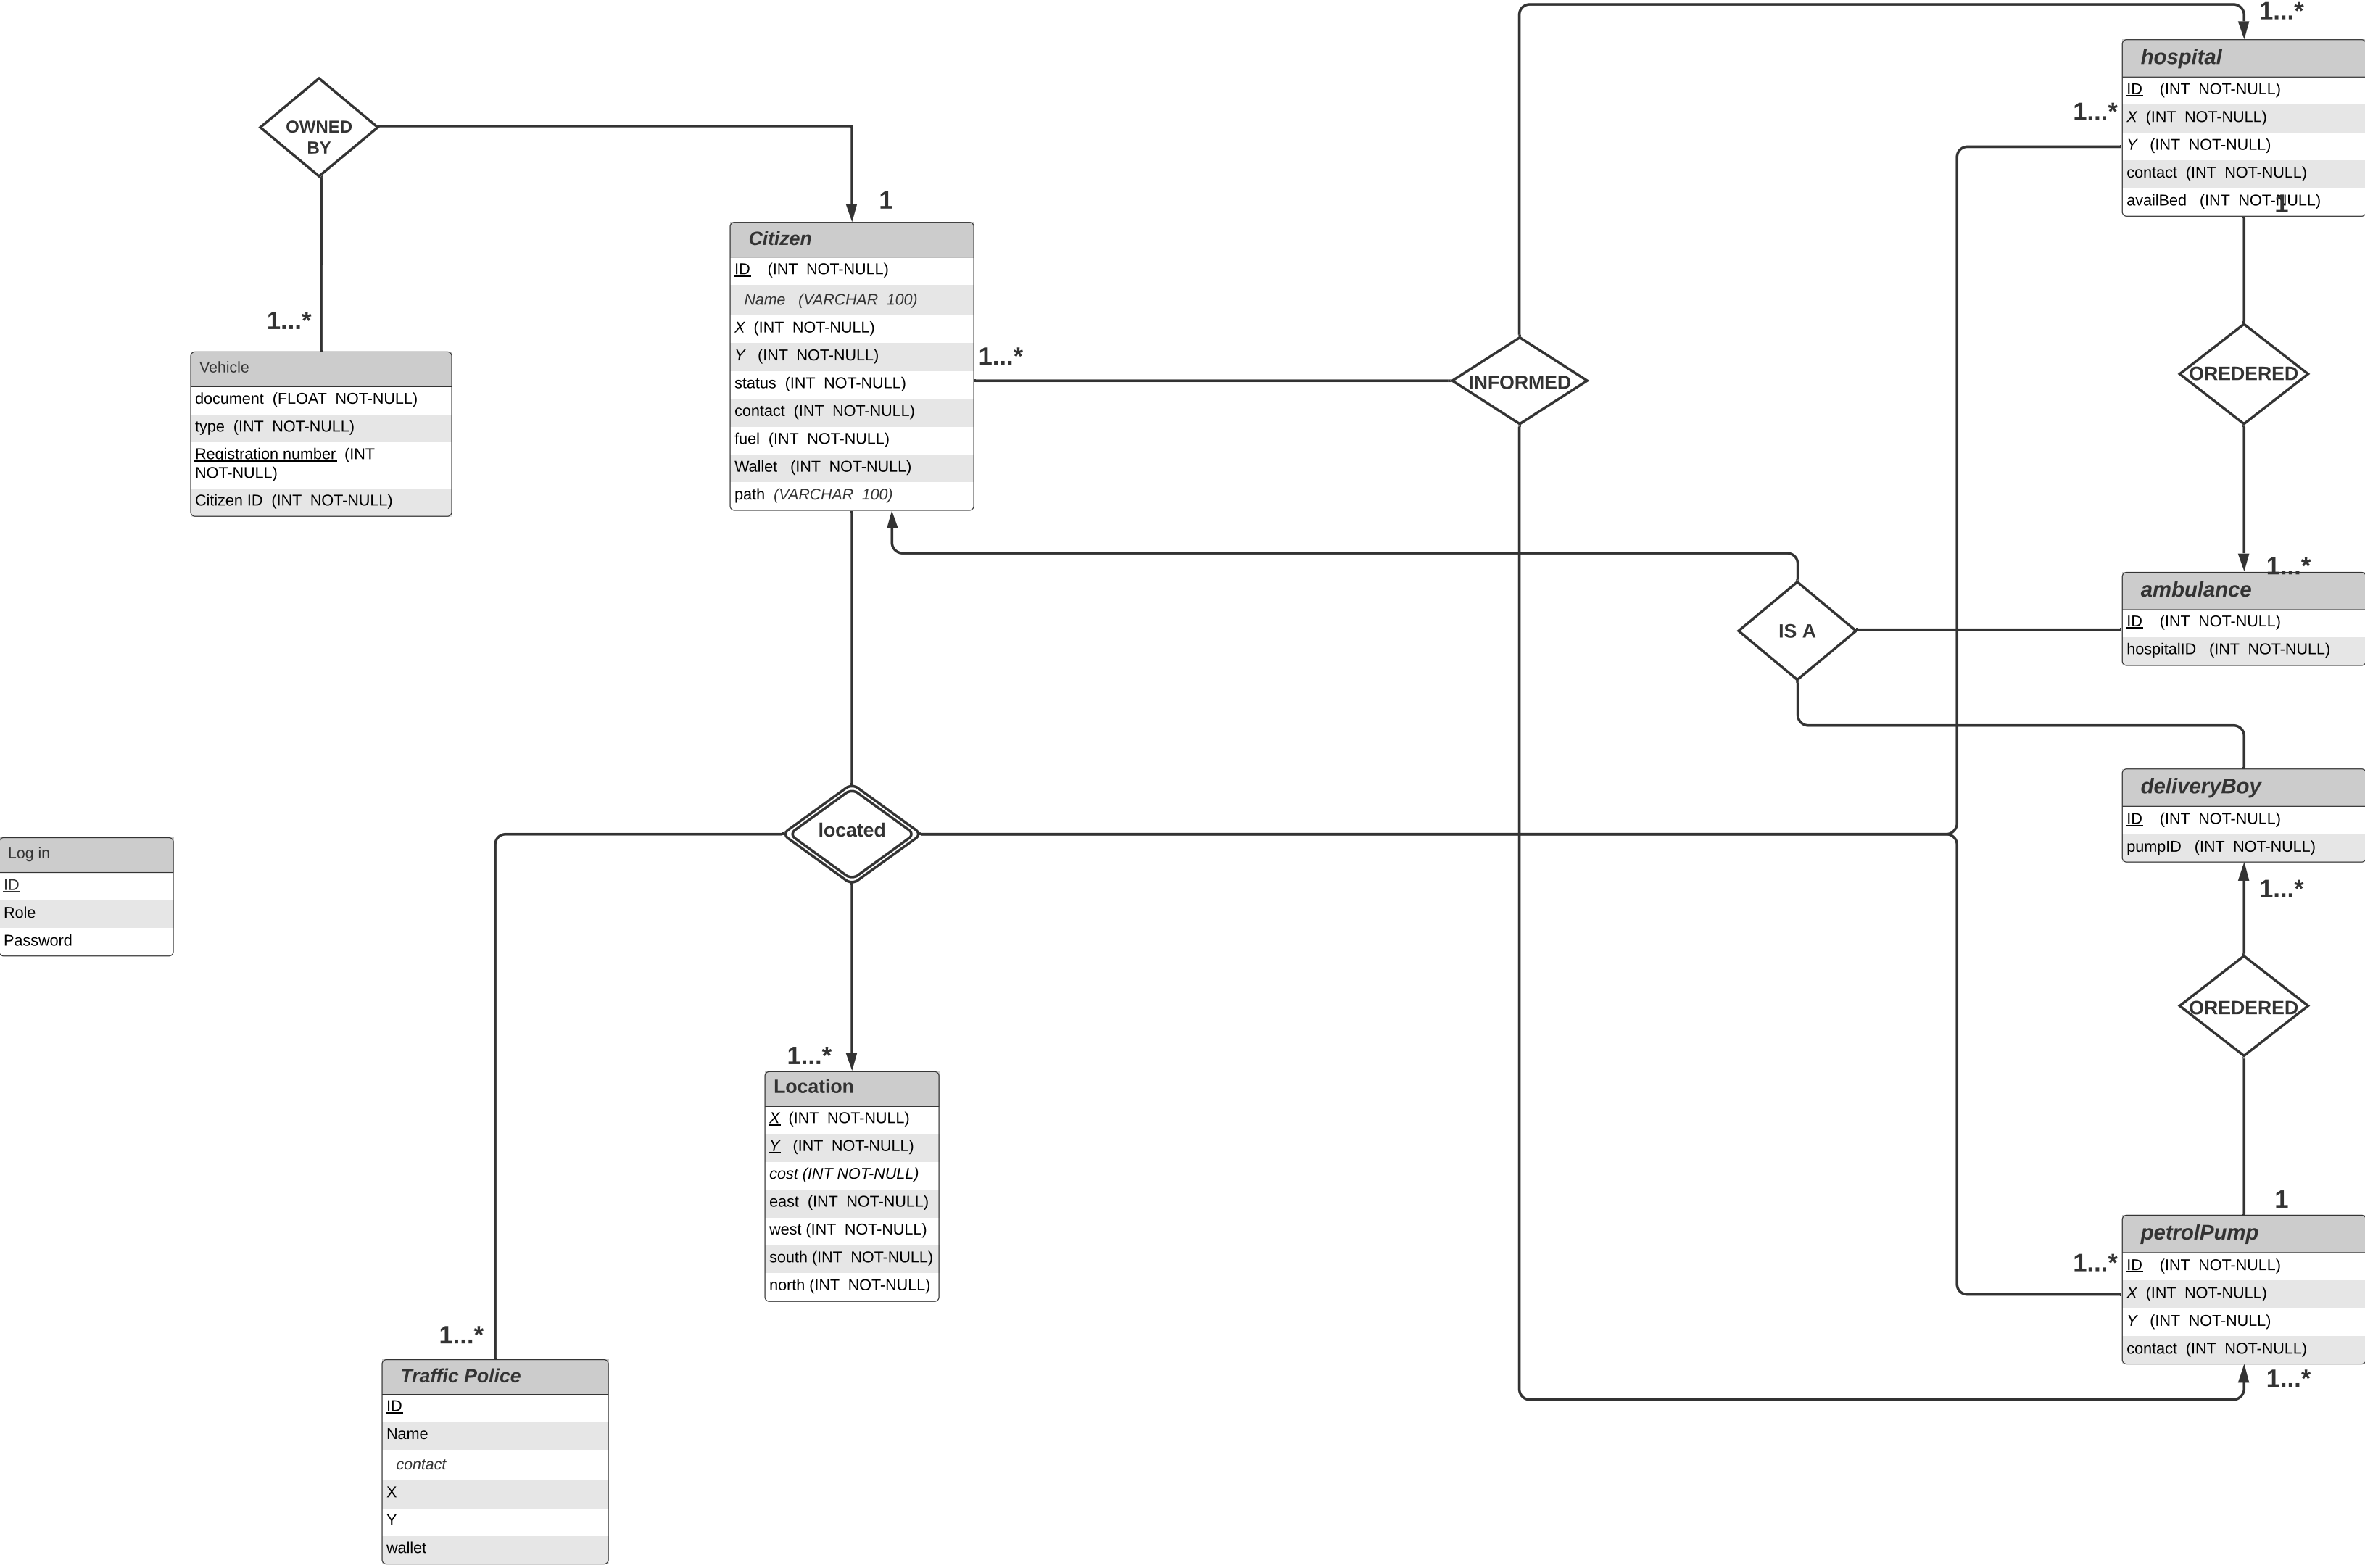 1...*
hospital
ID (INT NOT-NULL)
X (INT NOT-NULL)
1...*
Y (INT NOT-NULL)
contact (INT NOT-NULL)
availBed (INT NOT-NULL)
1
OWNED
BY
1
Citizen
ID (INT NOT-NULL)
Name (VARCHAR 100)
X (INT NOT-NULL)
Y (INT NOT-NULL)
status (INT NOT-NULL)
contact (INT NOT-NULL)
fuel (INT NOT-NULL)
Wallet (INT NOT-NULL)
path (VARCHAR 100)
1...*
1...*
Vehicle
document (FLOAT NOT-NULL)
type (INT NOT-NULL)
Registration number (INT
NOT-NULL)
Citizen ID (INT NOT-NULL)
INFORMED
OREDERED
1...*
ambulance
ID (INT NOT-NULL)
hospitalID (INT NOT-NULL)
IS A
deliveryBoy
ID (INT NOT-NULL)
pumpID (INT NOT-NULL)
1...*
located
Log in
ID
Role
Password
OREDERED
1...*
Location
X (INT NOT-NULL)
Y (INT NOT-NULL)
cost (INT NOT-NULL)
east (INT NOT-NULL)
west (INT NOT-NULL)
south (INT NOT-NULL)
north (INT NOT-NULL)
1
petrolPump
1...*
ID (INT NOT-NULL)
X (INT NOT-NULL)
Y (INT NOT-NULL)
contact (INT NOT-NULL)
1...*
1...*
Traffic Police
ID
Name
contact
X
Y
wallet